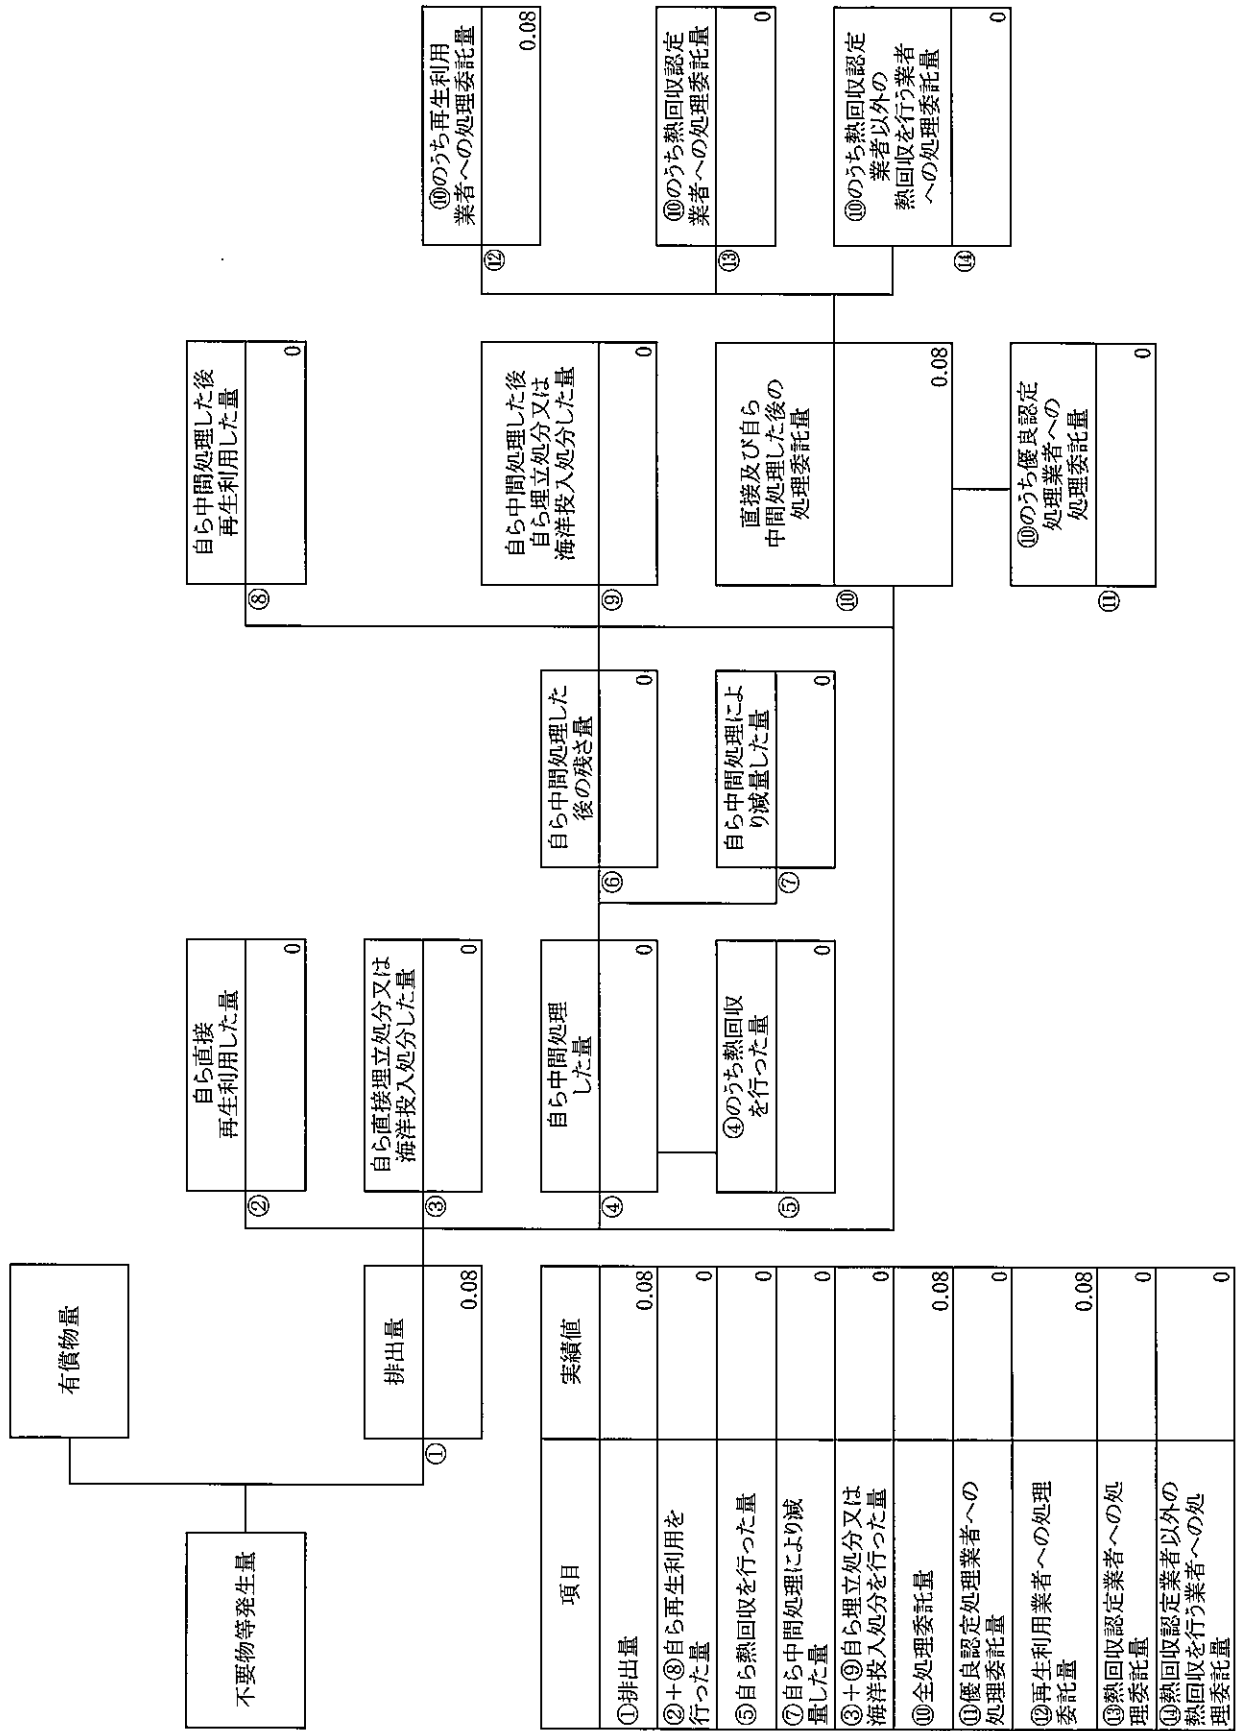 不要物等発生量
有償物量
①
排出量
0.08
②
自ら直接
再生利用した量
0
③
自ら直接埋立処分又は
海洋投入処分した量
0
④
自ら中間処理
した量
0
⑤
④のうち熱回収
を行った量
0
⑥
自ら中間処理した
後の残さ量
0
⑦
自ら中間処理によ
り減量した量
0
⑧
自ら中間処理した後
再生利用した量
0
⑨
自ら中間処理した後
自ら埋立処分又は
海洋投入処分した量
0
⑩
直接及び自ら
中間処理した後の
処理委託量
0.08
⑪
⑩のうち優良認定
処理業者への
処理委託量
0
⑫
⑩のうち再生利用
業者への処理委託量
0.08
⑬
⑩のうち熱回収認定
業者への処理委託量
0
⑭
⑩のうち熱回収認定
業者以外の
熱回収を行う業者
への処理委託量
0
項目 実績値
①排出量 0.08
②+⑧自ら再生利用を
行った量 0
⑤自ら熱回収を行った量 0
⑦自ら中間処理により減
量した量 0
③+⑨自ら埋立処分又は
海洋投入処分を行った量 0
⑩全処理委託量 0.08
⑪優良認定処理業者への
処理委託量 0
⑫再生利用業者への処理
委託量 0.08
⑬熱回収認定業者への処
理委託量 0
⑭熱回収認定業者以外の
熱回収を行う業者への処
理委託量 0